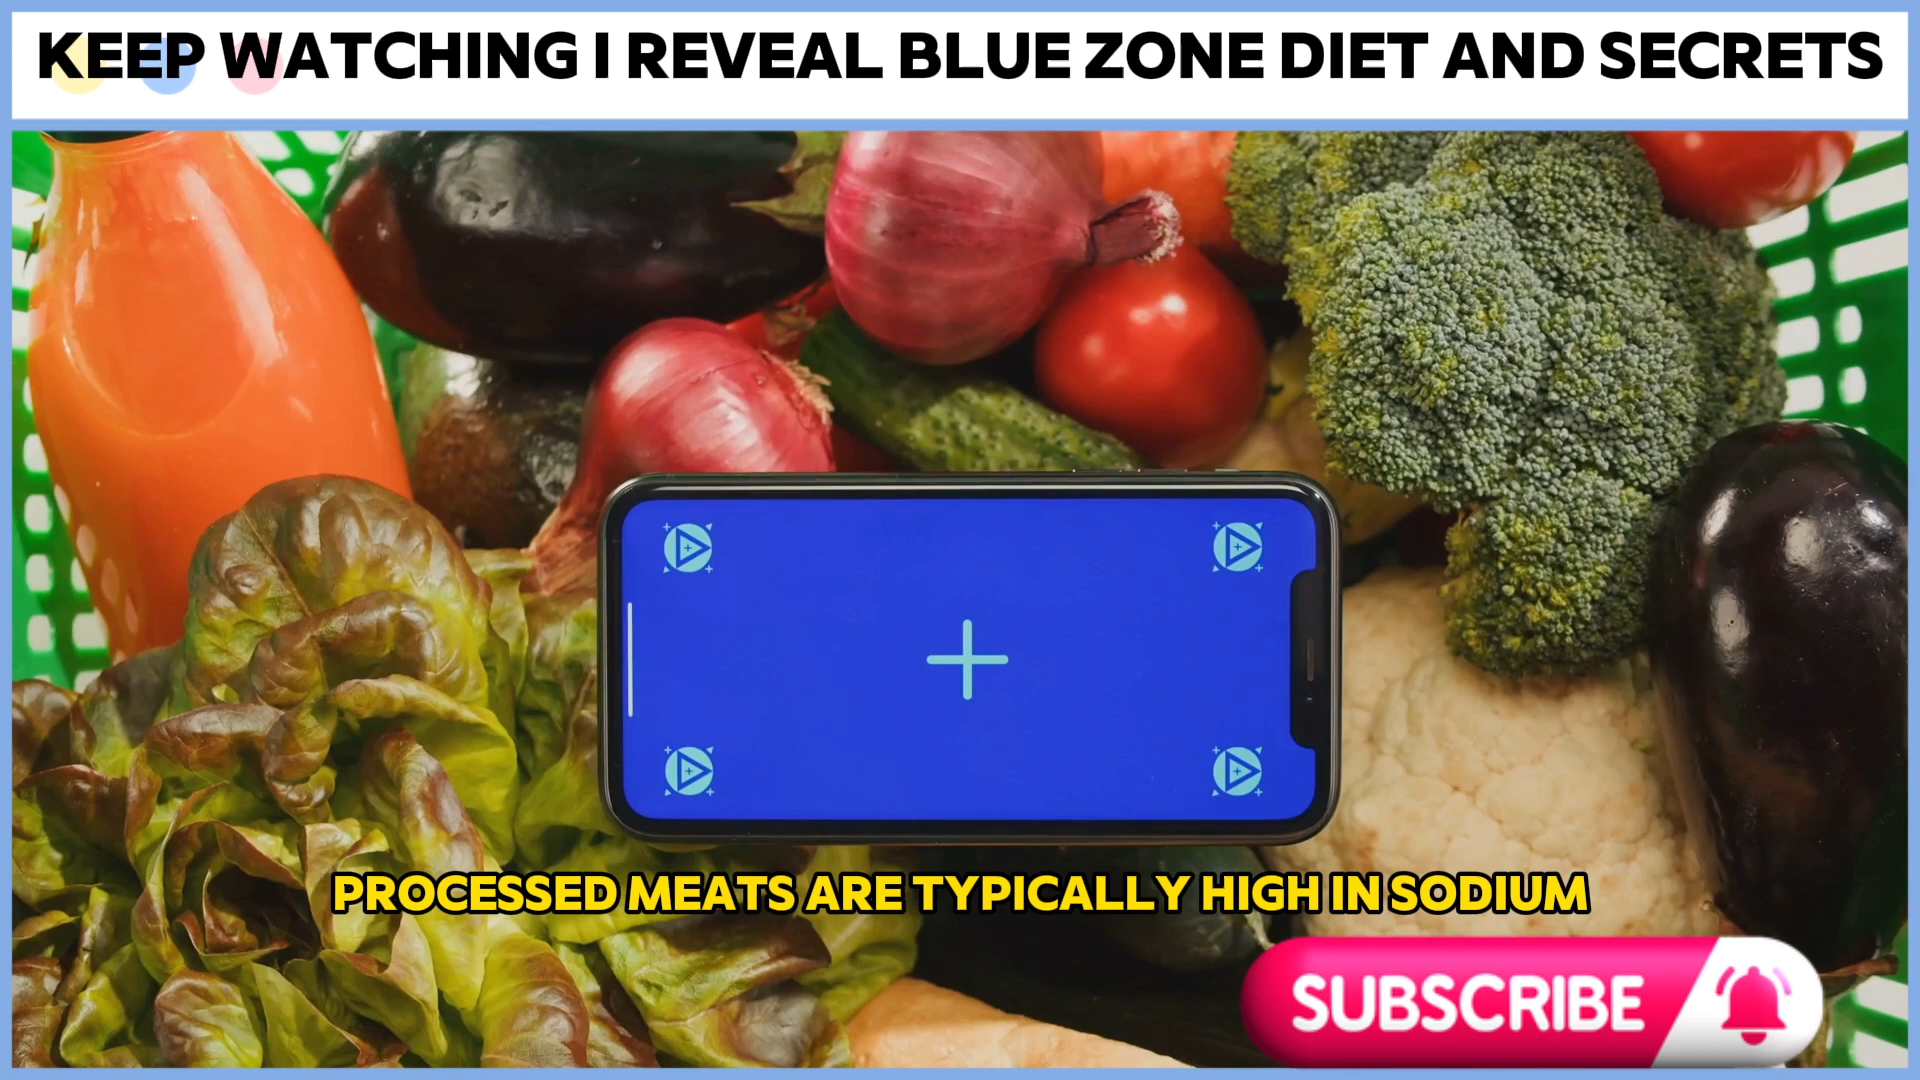 KEEP WATCHING I REVEAL BLUE ZONE DIET AND SECRETS
PROCESSED MEATS ARE TYPICALLY HIGH IN SODIUM
SUBSCRIBE